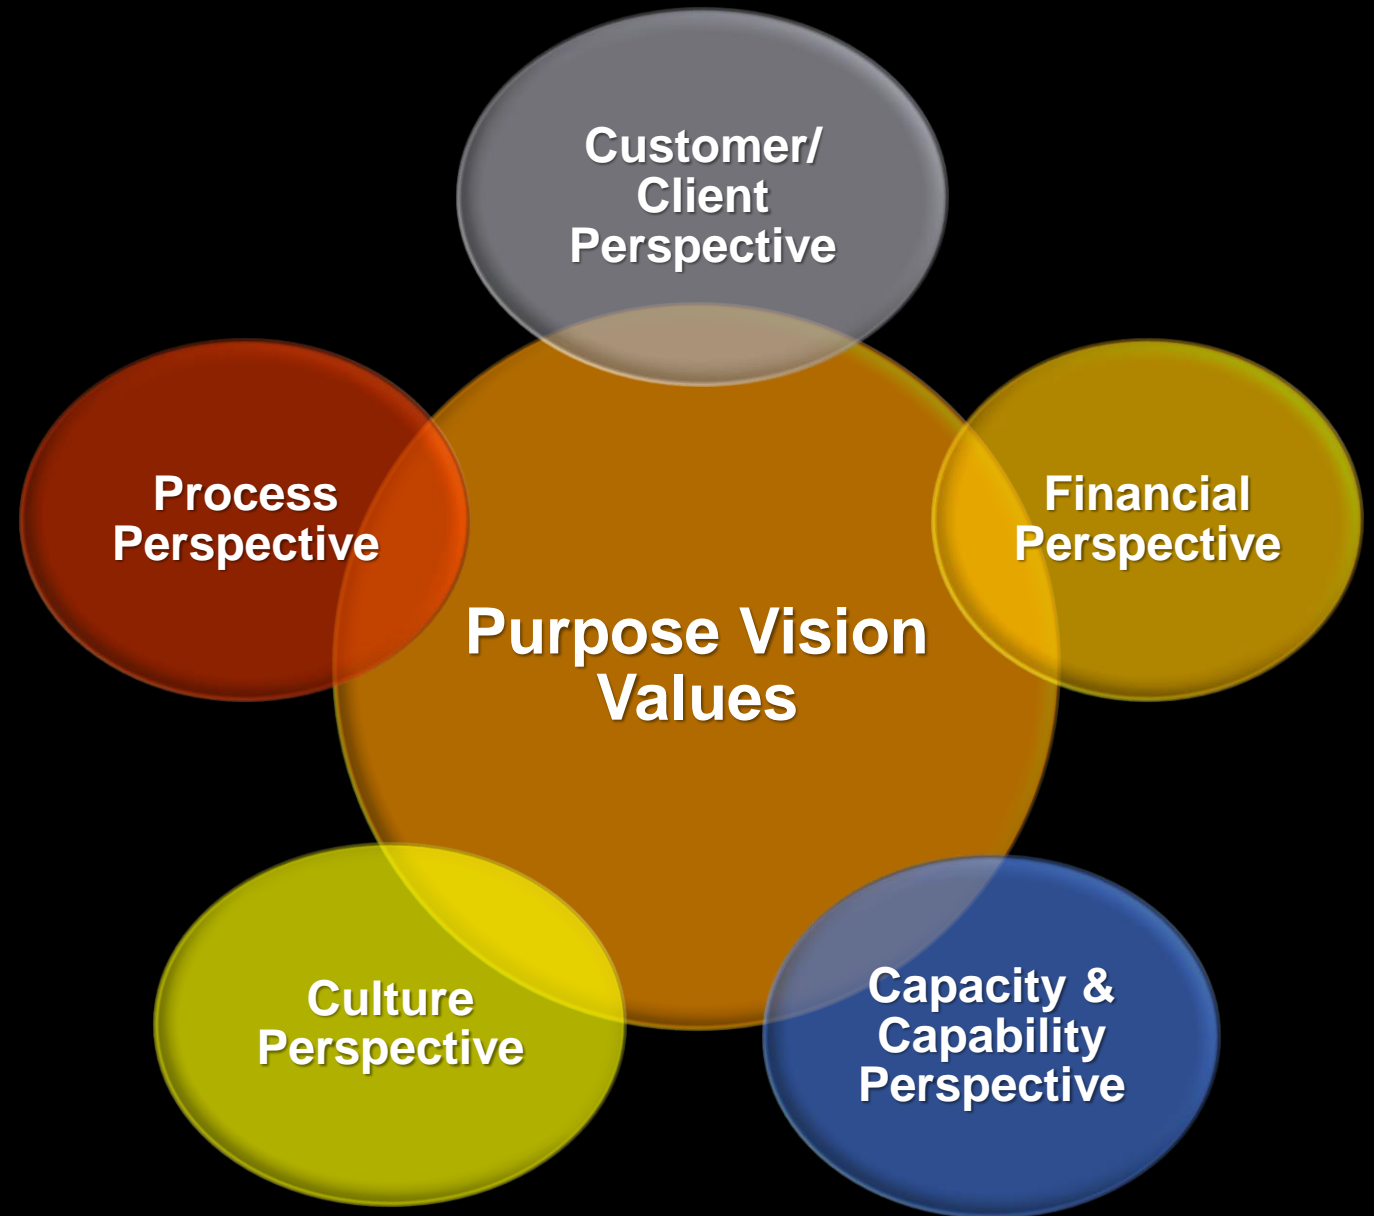 Customer/
Client
Perspective
Process
Perspective
Financial
Perspective
Purpose Vision
Values
Culture
Perspective
Capacity &
Capability
Perspective